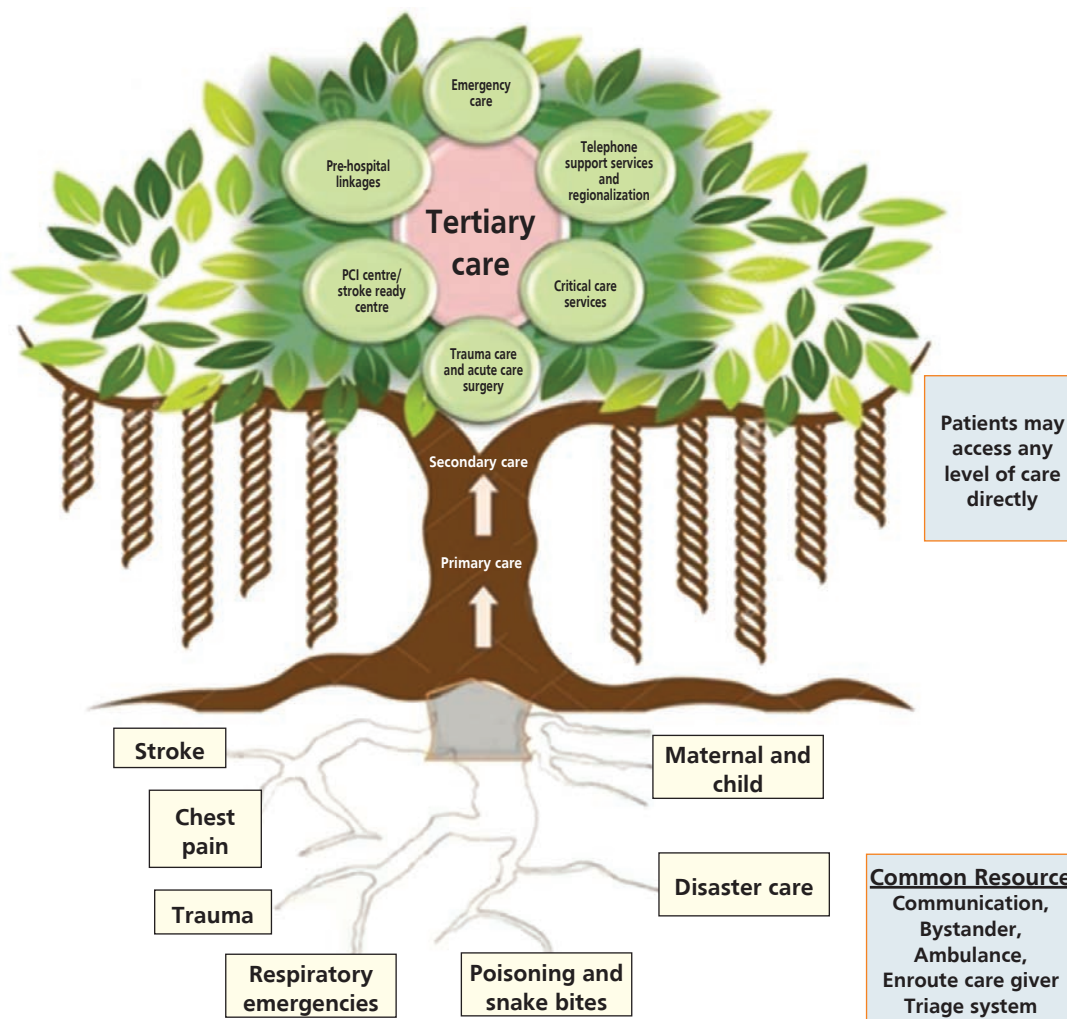 Emergency
care
Pre-hospital
linkages
Telephone
support services
and
regionalization
Tertiary
care
PCI centre/
stroke ready
centre
Critical care
services
Trauma care
and acute care
surgery
Patients may
access any
level of care
directly
Secondary care
Primary care
Stroke
Maternal and
child
Chest
pain
Trauma
Disaster care
Respiratory
emergencies
Poisoning and
snake bites
Common Resource
Communication,
Bystander,
Ambulance,
Enroute care giver
Triage system